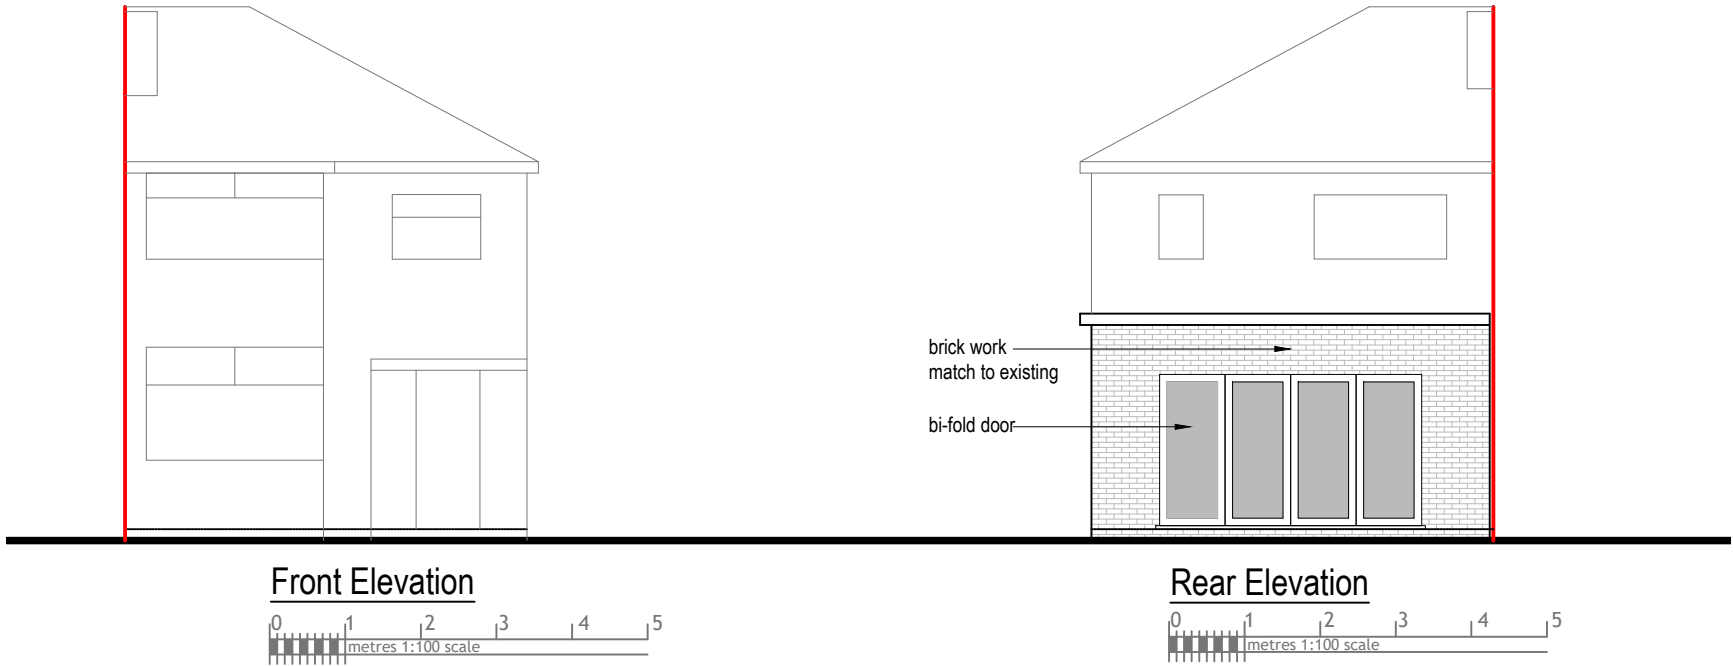 brick work
match to existing
bi-fold door
Front Elevation
0 1 2 3 4 5
metres 1:100 scale
Rear Elevation
0 1 2 3 4 5
metres 1:100 scale